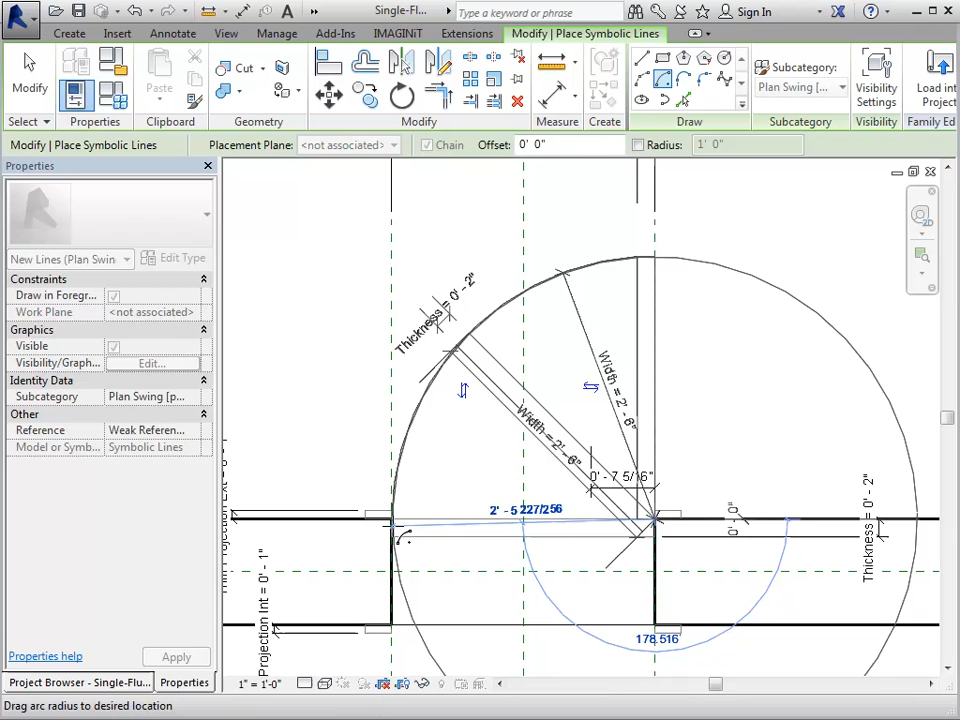 Single-Flu...
Type a keyword or phrase
Sign In
Create
Insert
Annotate
View
Manage
Add-Ins
IMAGINiT
Extensions
Modify | Place Symbolic Lines
Modify
Cut
Paste
Visibility
Settings
Load into
Project
Subcategory:
Plan Swing [...
Select
Properties
Clipboard
Geometry
Modify
Measure
Create
Draw
Subcategory
Visibility
Family Ed
Modify | Place Symbolic Lines
Placement Plane:
<not associated>
Chain
Offset:
0' 0"
Radius:
1' 0"
Properties
New Lines (Plan Swin
Edit Type
Constraints
Draw in Foregr...
Work Plane
<not associated>
Graphics
Visible
Visibility/Graph...
Edit...
Identity Data
Subcategory
Plan Swing [p...
Other
Reference
Weak Referen...
Model or Symb...
Symbolic Lines
Properties help
Apply
Project Browser - Single-Flu...
Properties
Thickness = 0' - 2"
Width = 2' - 6"
Width = 2' - 6"
0' - 7 5/16"
2' - 5 227/256
0' - 0"
Thickness = 0' - 2"
Projection Int = 0' - 1"
178.516
2D
1" = 1'-0"
Drag arc radius to desired location